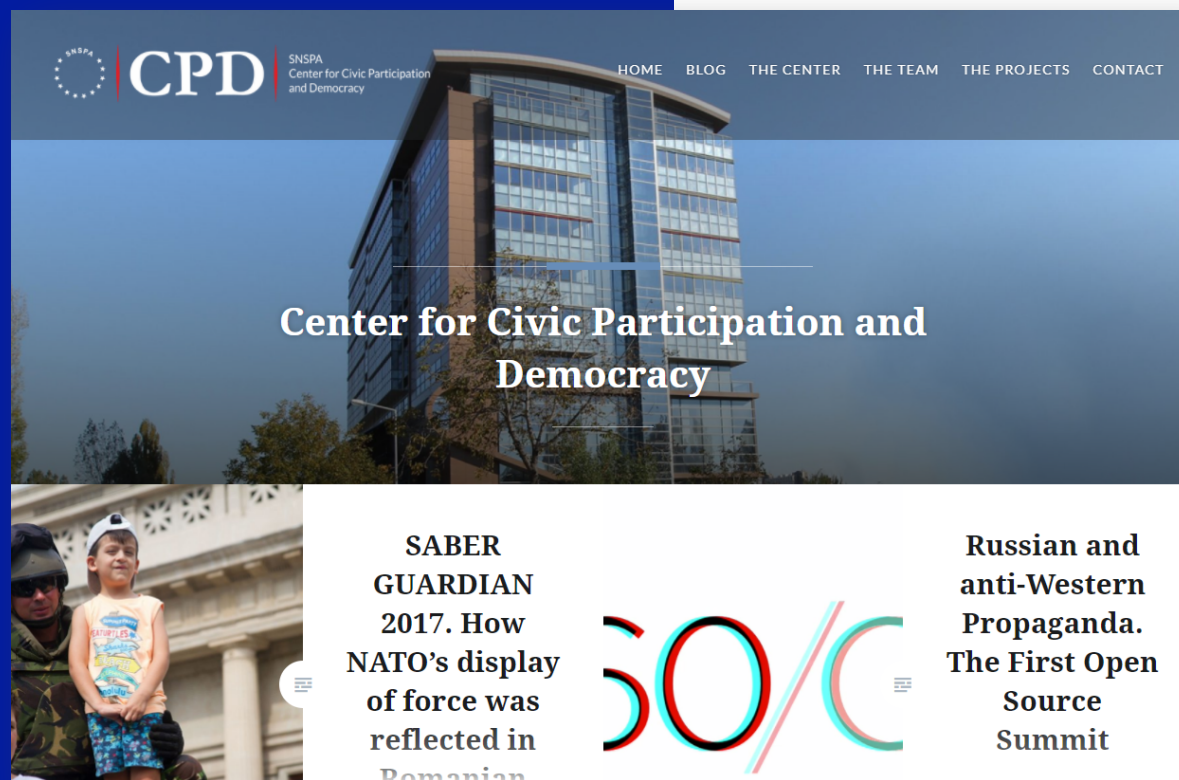 SNSPA
CPD
SNSPA
Center for Civic Participation
and Democracy
HOME BLOG THE CENTER THE TEAM THE PROJECTS CONTACT
Center for Civic Participation and
Democracy
SABER
GUARDIAN
2017. How
NATO’s display
of force was
reflected in
Romanian
SO/C
Russian and
anti-Western
Propaganda.
The First Open
Source
Summit